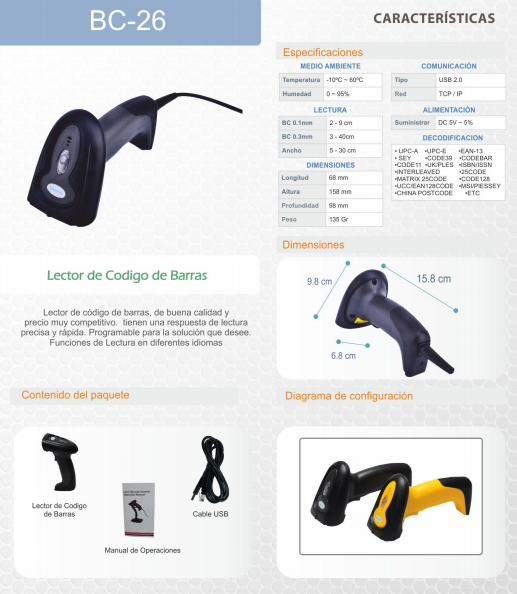 BC-26
Lector de Codigo de Barras
Lector de código de barras, de buena calidad y
precio muy competitivo. tienen una respuesta de lectura
precisa y rápida. Programable para la solución que desee.
Funciones de Lectura en diferentes idiomas
Contenido del paquete
Lector de Codigo
de Barras
Manual de Operaciones
Cable USB
CARACTERÍSTICAS
Especificaciones
MEDIO AMBIENTE
Temperatura -10ºC ~ 60ºC
Humedad 0 ~ 95%
LECTURA
BC 0.1mm 2 - 9 cm
BC 0.3mm 3 - 40cm
Ancho 5 - 30 cm
DIMENSIONES
Longitud 68 mm
Altura 158 mm
Profundidad 98 mm
Peso 135 Gr
COMUNICACIÓN
Tipo USB 2.0
Red TCP / IP
ALIMENTACIÓN
Suministrar DC 5V ~ 5%
DECODIFICACION
• UPC-A •UPC-E •EAN-13
• SEY •CODE39 •CODEBAR
•CODE11 •UK/PLES •ISBN/ISSN
•INTERLEAVED •25CODE
•MATRIX 25CODE •CODE128
•UCC/EAN128CODE •MSI/PIESSEY
•CHINA POSTCODE •ETC
Dimensiones
9.8 cm
15.8 cm
6.8 cm
Diagrama de configuración